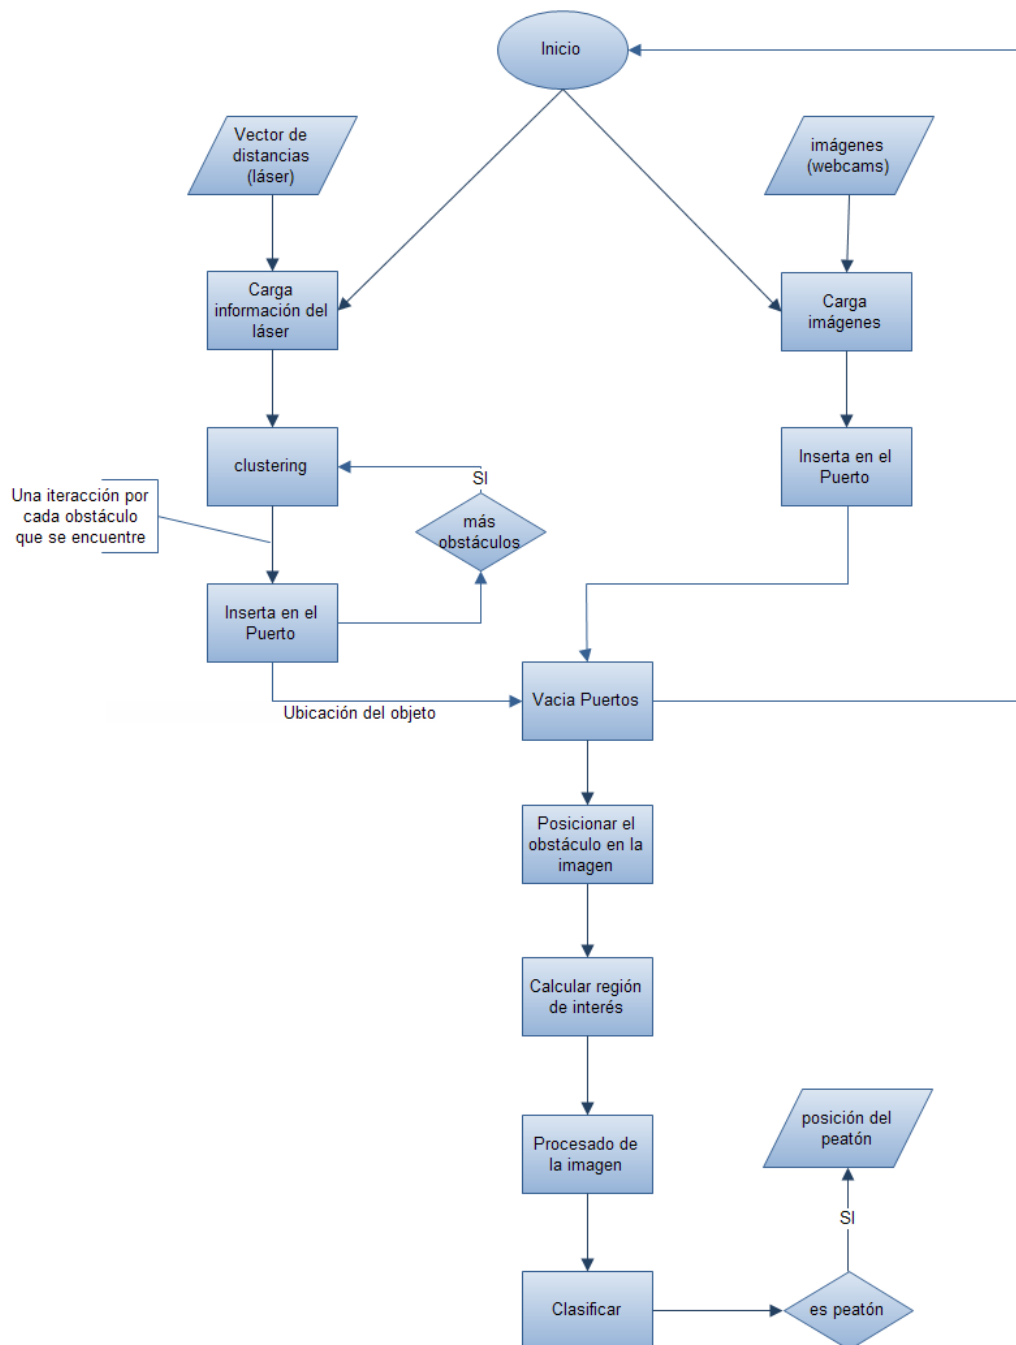 Inicio
Vector de
distancias
(láser)
imágenes
(webcams)
Carga
información del
láser
Carga
imágenes
clustering
SI
Inserta en el
Puerto
Una iteracción por
cada obstáculo
que se encuentre
más
obstáculos
Inserta en el
Puerto
Vacia Puertos
Ubicación del objeto
Posicionar el
obstáculo en la
imagen
Calcular región
de interés
Procesado de
la imagen
posición del
peatón
SI
Clasificar
es peatón